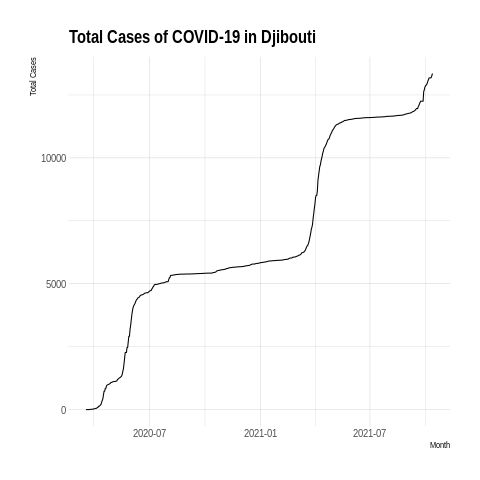 Total Cases of COVID-19 in Djibouti
Total Cases
10000
5000
0
2020-07
2021-01
2021-07
Month